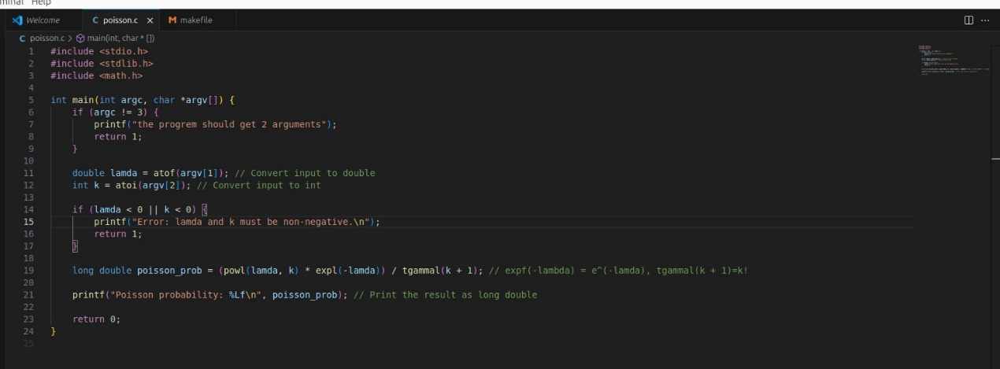 minal Help
Welcome C poisson.c × M makefile
C poisson.c > main(int, char * [])
1 #include <stdio.h>
2 #include <stdlib.h>
3 #include <math.h>
4
5 int main(int argc, char *argv[]) {
6     if (argc != 3) {
7         printf("the progrem should get 2 arguments");
8         return 1;
9     }
10
11     double lamda = atof(argv[1]); // Convert input to double
12     int k = atoi(argv[2]); // Convert input to int
13
14     if (lamda < 0 || k < 0) {
15         printf("Error: lamda and k must be non-negative.\n");
16         return 1;
17     }
18
19     long double poisson_prob = (powl(lamda, k) * expl(-lamda)) / tgammal(k + 1); // expf(-lambda) = e^(-lamda), tgammal(k + 1)=k!
20
21     printf("Poisson probability: %Lf\n", poisson_prob); // Print the result as long double
22
23     return 0;
24 }
25